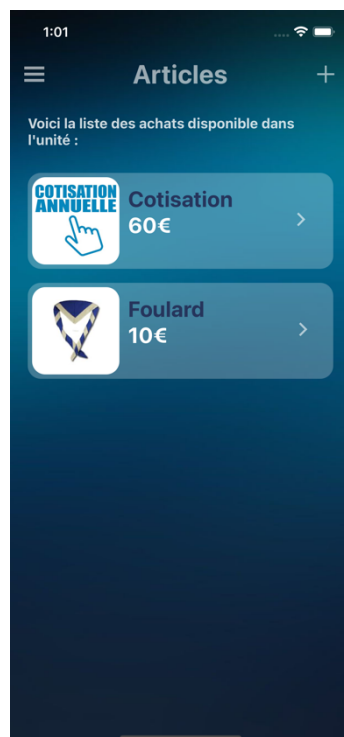 1:01
Articles
Voici la liste des achats disponible dans
l'unité :
COTISATION
ANNUELLE
Cotisation
60€
Foulard
10€